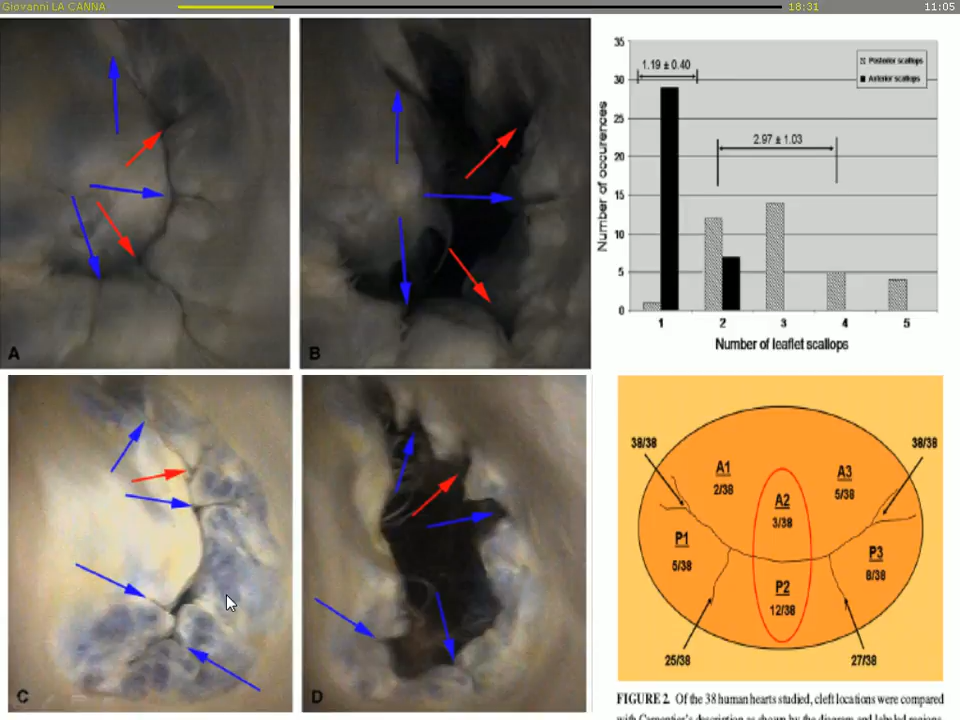 Giovanni LA CANNA
18:31
11:05
A
B
C
D
35
30
25
20
15
10
5
0
Number of occurences
1.19 ± 0.40
2.97 ± 1.03
Posterior scallops
Anterior scallops
1 2 3 4 5
Number of leaflet scallops
38/38
38/38
A1
2/38
A2
3/38
A3
5/38
P1
5/38
P2
12/38
P3
8/38
25/38
27/38
FIGURE 2. Of the 38 human hearts studied, cleft locations were compared
with Carpentier's description as shown by the diagram and labeled regions.